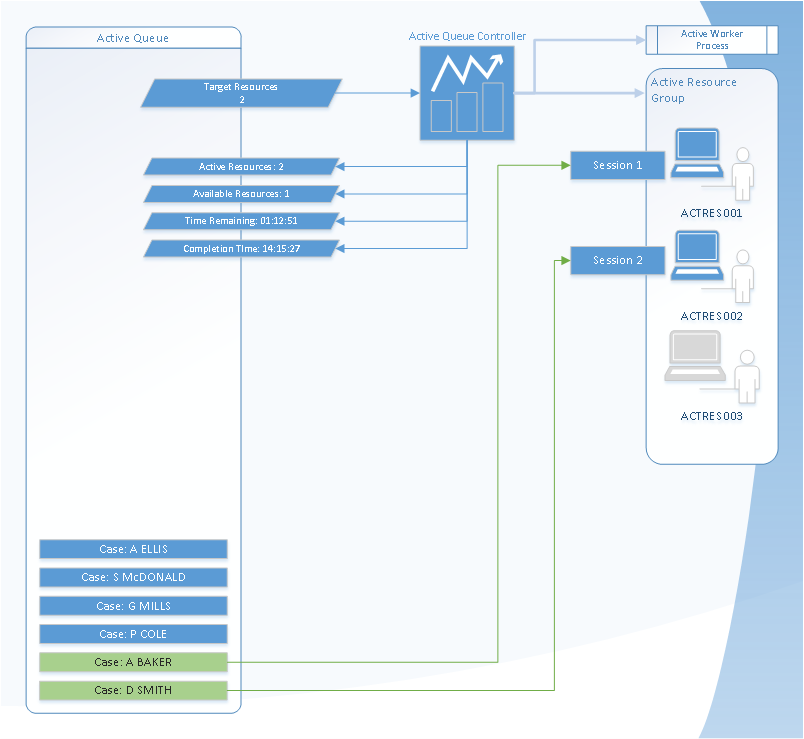 Active Queue
Active Queue Controller
Active Worker
Process
Target Resources
2
Active Resource
Group
Active Resources: 2
Available Resources: 1
Time Remaining: 01:12:51
Completion Time: 14:15:27
Session 1
ACTRES001
Session 2
ACTRES002
ACTRES003
Case: A ELLIS
Case: S McDONALD
Case: G MILLS
Case: P COLE
Case: A BAKER
Case: D SMITH